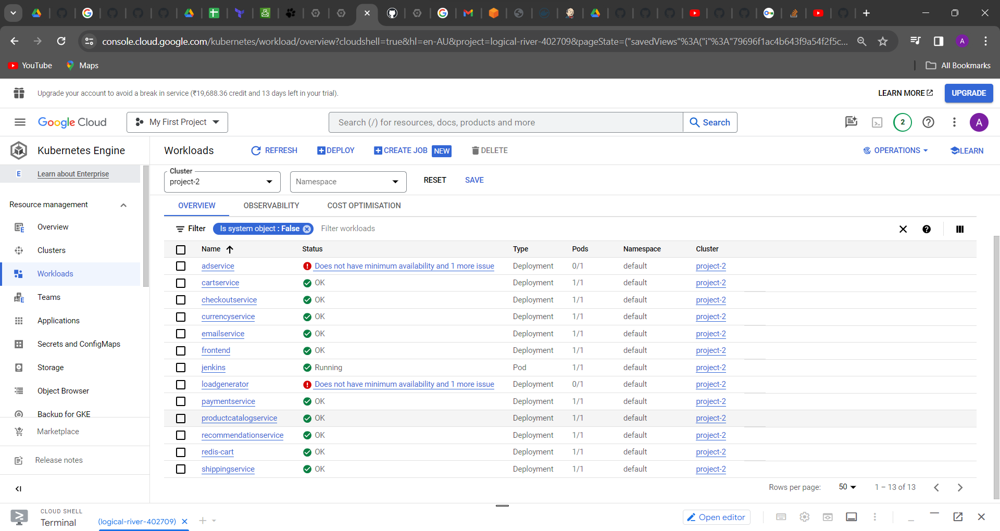 console.cloud.google.com/kubernetes/workload/overview?cloudshell=true&hl=en-AU&project=logical-river-402709&pageState=("savedViews"%3A("i"%3A"79696f1ac4b643f9a54f2f5c...
A
YouTube
Maps
All Bookmarks
Upgrade your account to avoid a break in service (₹19,688.36 credit and 13 days left in your trial).
LEARN MORE
UPGRADE
Google Cloud
My First Project
Search (/) for resources, docs, products and more
Search
2
A
Kubernetes Engine
Workloads
REFRESH
DEPLOY
CREATE JOB NEW
DELETE
OPERATIONS
LEARN
E Learn about Enterprise
Resource management
Overview
Clusters
Workloads
Teams
Applications
Secrets and ConfigMaps
Storage
Object Browser
Backup for GKE
Marketplace
Release notes
Cluster
project-2
Namespace
RESET
SAVE
OVERVIEW
OBSERVABILITY
COST OPTIMISATION
Filter
Is system object : False
Filter workloads
Name Status Type Pods Namespace Cluster
adservice Does not have minimum availability and 1 more issue Deployment 0/1 default project-2
cartservice OK Deployment 1/1 default project-2
checkoutservice OK Deployment 1/1 default project-2
currencyservice OK Deployment 1/1 default project-2
emailservice OK Deployment 1/1 default project-2
frontend OK Deployment 1/1 default project-2
jenkins Running Pod 1/1 default project-2
loadgenerator Does not have minimum availability and 1 more issue Deployment 0/1 default project-2
paymentservice OK Deployment 1/1 default project-2
productcatalogservice OK Deployment 1/1 default project-2
recommendationservice OK Deployment 1/1 default project-2
redis-cart OK Deployment 1/1 default project-2
shippingservice OK Deployment 1/1 default project-2
Rows per page: 50 1 – 13 of 13
CLOUD SHELL
Terminal
(logical-river-402709)
Open editor